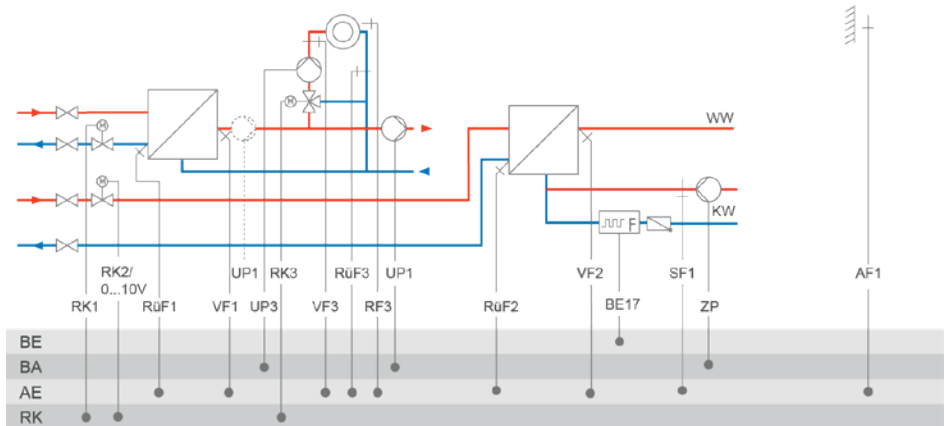 M
M
M
WW
KW
F
RK1
RK2/
0...10V
RüF1
VF1
UP1
UP3
RK3
VF3
RüF3
RF3
UP1
RüF2
VF2
BE17
SF1
ZP
AF1
BE
BA
AE
RK